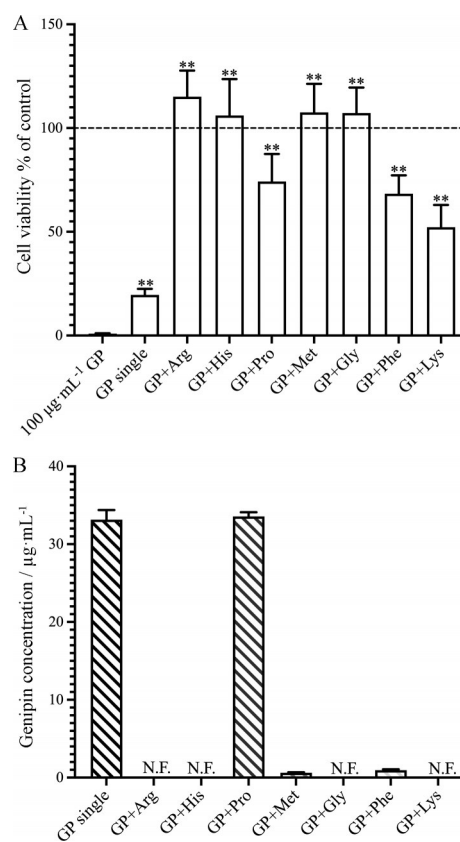 A
150
100
50
0
Cell viability % of control
**
**
**
**
**
**
**
**
100 μg·mL⁻¹ GP
GP single
GP+Arg
GP+His
GP+Pro
GP+Met
GP+Gly
GP+Phe
GP+Lys
B
40
30
20
10
0
Genipin concentration / μg·mL⁻¹
N.F.
N.F.
N.F.
N.F.
GP single
GP+Arg
GP+His
GP+Pro
GP+Met
GP+Gly
GP+Phe
GP+Lys